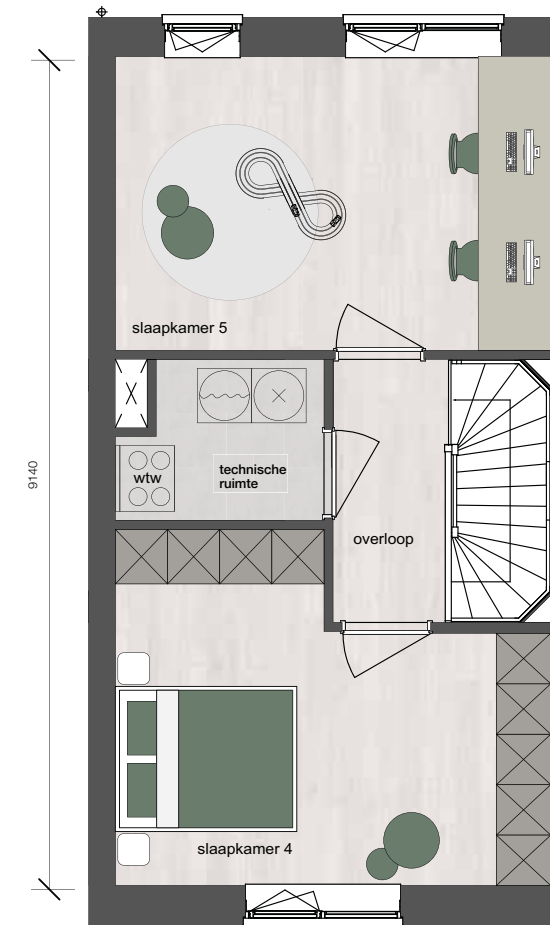 slaapkamer 5
9140
wtw
technische
ruimte
overloop
slaapkamer 4